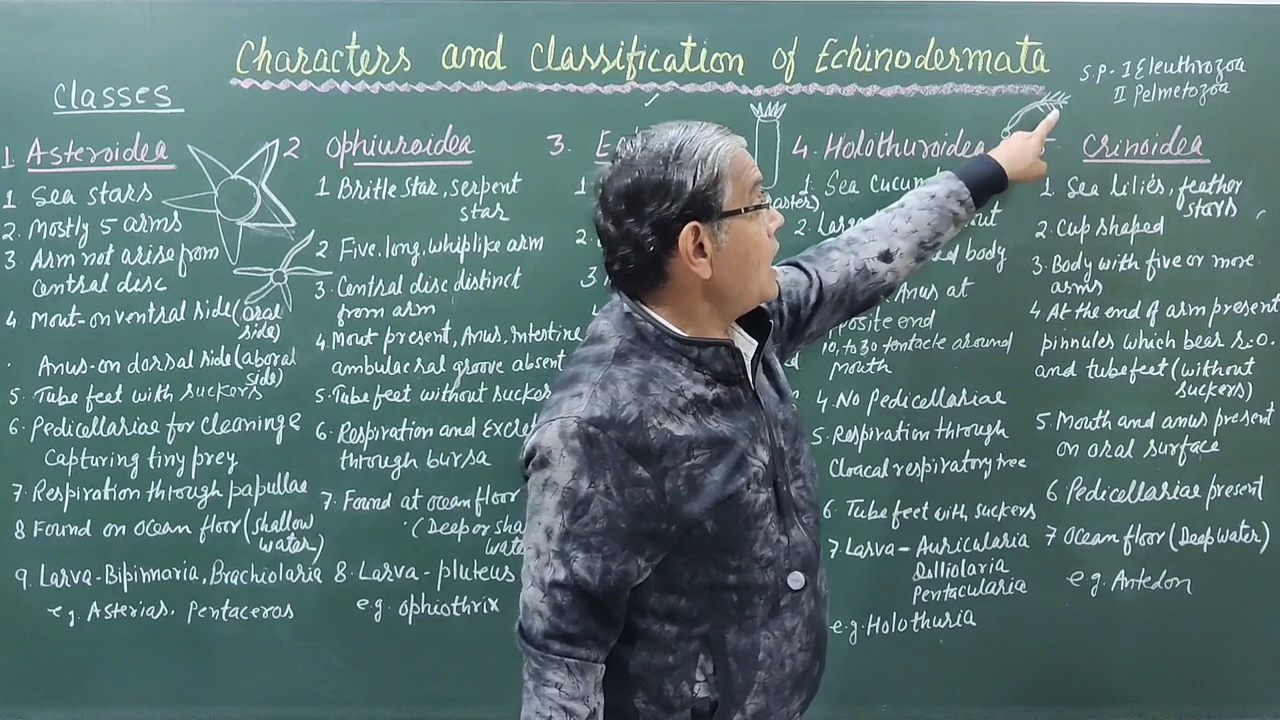 Characters and classification of Echinodermata
S.P- I Eleuthrozoa
II Pelmetozoa
Classes
1 Asteroidea
1 Sea stars
2. Mostly 5 arms
3 Arm not arise from
central disc
4 Mout-on ventral side (oral
side)
Anus-on dorsal side (aboral
side)
5. Tube feet with suckers
6. Pedicellariae for cleaning &
Capturing tiny prey
7. Respiration through papullae
8 Found on ocean floor (shallow
water)
9. Larva-Bipinnaria, Brachiolaria
e.g. Asterias. Pentaceros
2 Ophiuroidea
1 Britle star, serpent
star
2. Five, long, whiplike arm
3. Central disc distinct
from arm
4. Mout present, Anus, intestine
ambulacral groove absent
5. Tube feet without
6. Respiration and
through bursa
7. Found at ocean floor
(Deep or
8. Larva - pluteus
e.g. ophiothrix
3.
1
2.
3
4. Holothuroidea
1. Sea
2.
body
Anus at
end
10, to 30 tentacle around
mouth
4. No Pedicellariae
5. Respiration through
Cloacal respiratory tree
6. Tube feet with suckers
7. Larva - Auricularia
Dolliolaria
Pentacularia
e.g. Holothuria
Crinoidea
1. Sea lilies, feather
stars
2. Cup shaped
3. Body with five or more
arms
4 At the end of arm present
pinnules which bear s.o.
and tubefeet (without
suckers)
5. Mouth and anus present
on oral surface
6 Pedicellariae present
7 Ocean floor (Deep water)
e.g. Antedon